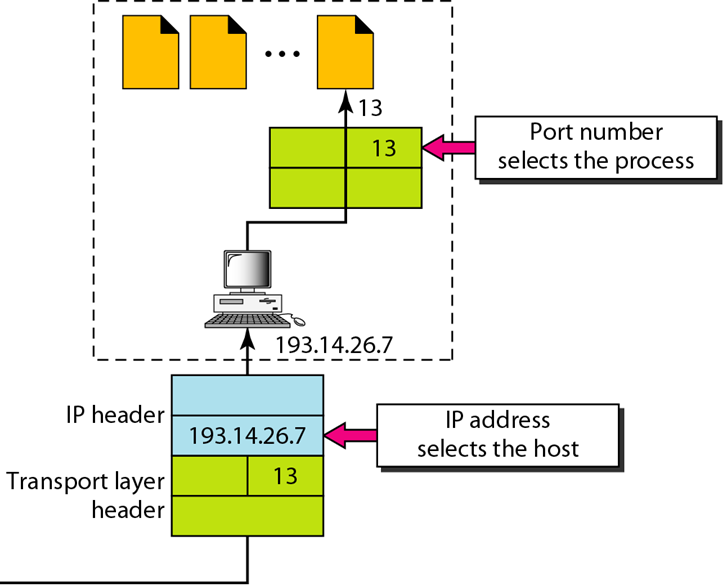 13
13
Port number
selects the process
193.14.26.7
IP header
193.14.26.7
IP address
selects the host
Transport layer
header
13